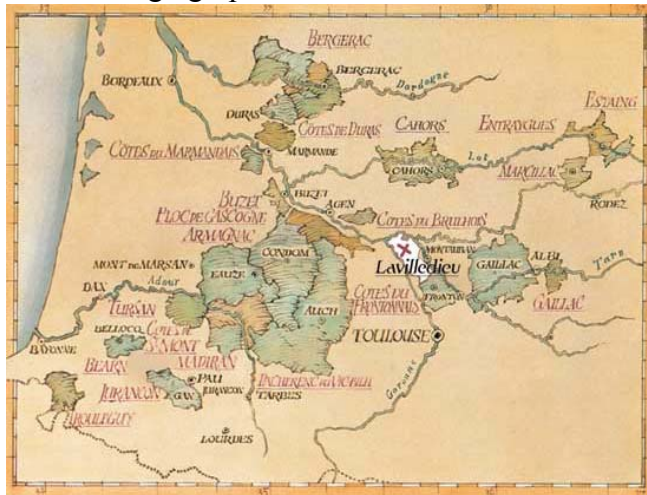 BERGERAC
BORDEAUX
BERGERAC
Dordogne
DURAS
CÔTES DE DURAS
CAHORS
ENTRAYGUES
ESTAING
CÔTES DU MARMANDAIS
MARMANDE
Lot
CAHORS
MARCILLAC
BUZET
BUZET
AGEN
RODEZ
FLOC DE GASCOGNE
CÔTES DU BRULHOIS
ARMAGNAC
MONTAUBAN
CONDOM
Lavilledieu
GAILLAC
ALBI
Tarn
MONT DE MARSAN
EAUZE
DAX
Adour
CÔTES DU
FRONTONNAIS
FRONTON
GAILLAC
TURSAN
AUCH
BELLOCQ
CÔTES DE
ST MONT
TOULOUSE
BAYONNE
MADIRAN
BEARN
PAU
PACHERENC DU VIC BILH
Garonne
JURANÇON
GAN
JURANÇON
TARBES
IROULEGUY
LOURDES